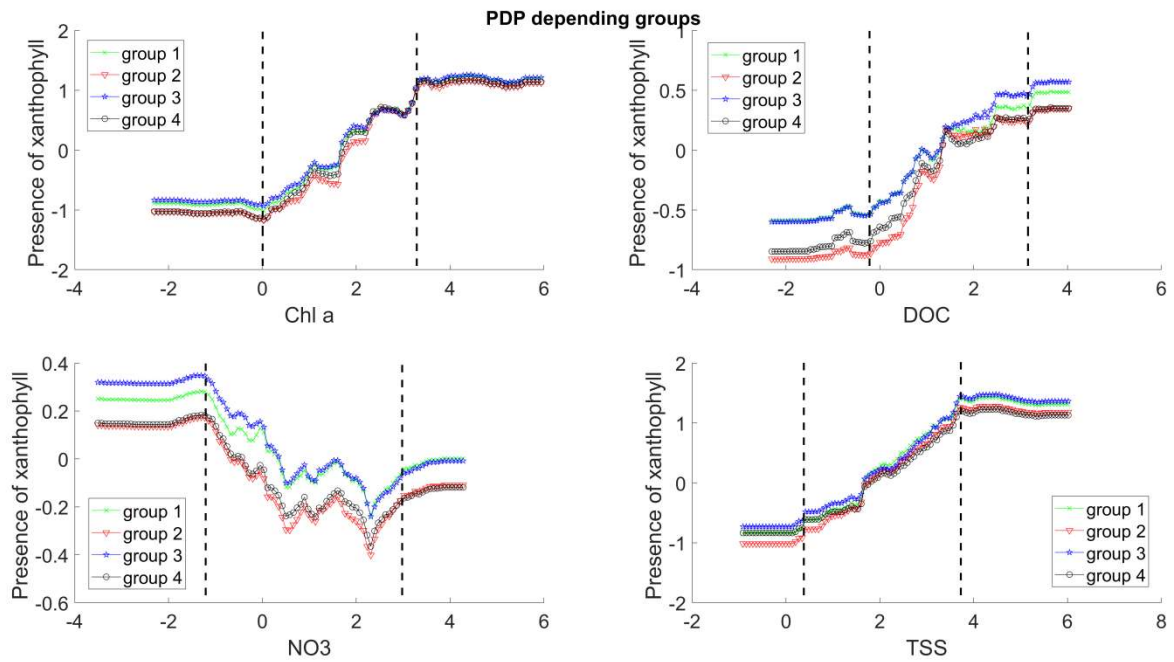 PDP depending groups
Presence of xanthophyll
2
1
0
-1
-2
group 1
group 2
group 3
group 4
-4
-2
0
2
4
6
Chl a
Presence of xanthophyll
1
0.5
0
-0.5
-1
group 1
group 2
group 3
group 4
-4
-2
0
2
4
6
DOC
Presence of xanthophyll
0.4
0.2
0
-0.2
-0.4
-0.6
group 1
group 2
group 3
group 4
-4
-2
0
2
4
6
NO3
Presence of xanthophyll
2
1
0
-1
-2
group 1
group 2
group 3
group 4
-2
0
2
4
6
8
TSS